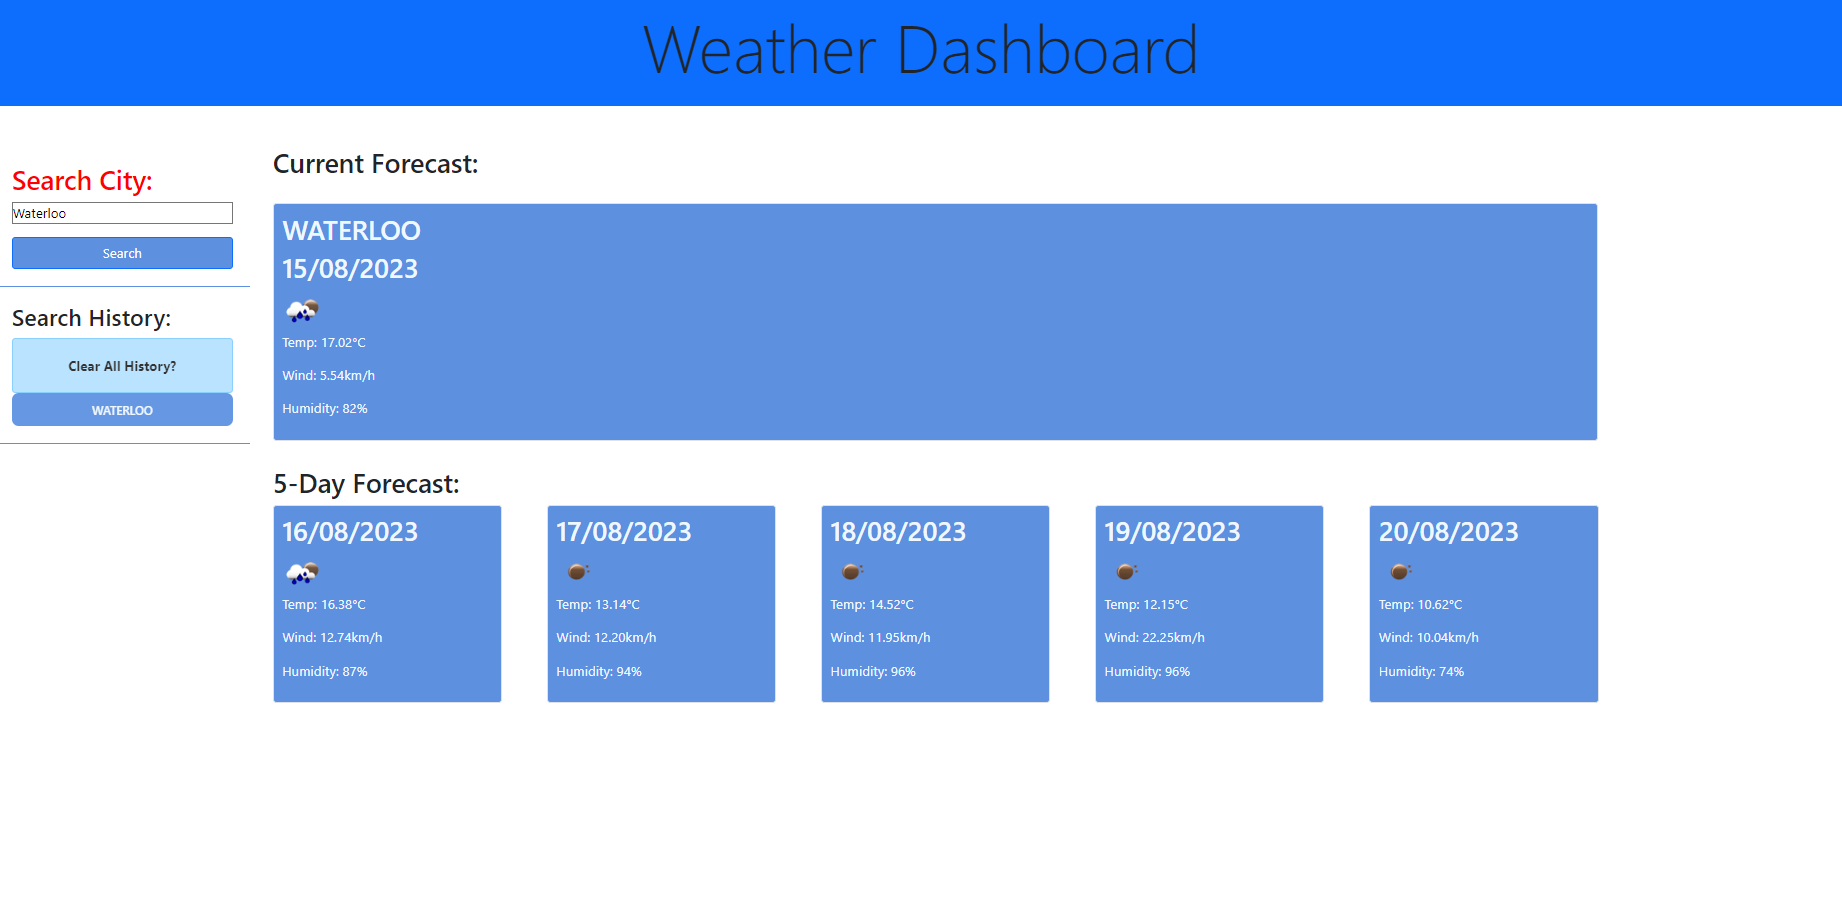 Weather Dashboard
Search City:
Waterloo
Search
Search History:
Clear All History?
WATERLOO
Current Forecast:
WATERLOO
15/08/2023
Temp: 17.02°C
Wind: 5.54km/h
Humidity: 82%
5-Day Forecast:
16/08/2023
Temp: 16.38°C
Wind: 12.74km/h
Humidity: 87%
17/08/2023
Temp: 13.14°C
Wind: 12.20km/h
Humidity: 94%
18/08/2023
Temp: 14.52°C
Wind: 11.95km/h
Humidity: 96%
19/08/2023
Temp: 12.15°C
Wind: 22.25km/h
Humidity: 96%
20/08/2023
Temp: 10.62°C
Wind: 10.04km/h
Humidity: 74%